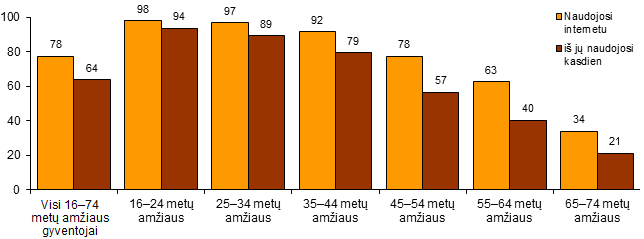 100
80
60
40
20
0
78
64
98
94
97
89
92
79
78
57
63
40
34
21
Naudojosi
internetu
iš jų naudojosi
kasdien
Visi 16–74
metų amžiaus
gyventojai
16–24 metų
amžiaus
25–34 metų
amžiaus
35–44 metų
amžiaus
45–54 metų
amžiaus
55–64 metų
amžiaus
65–74 metų
amžiaus